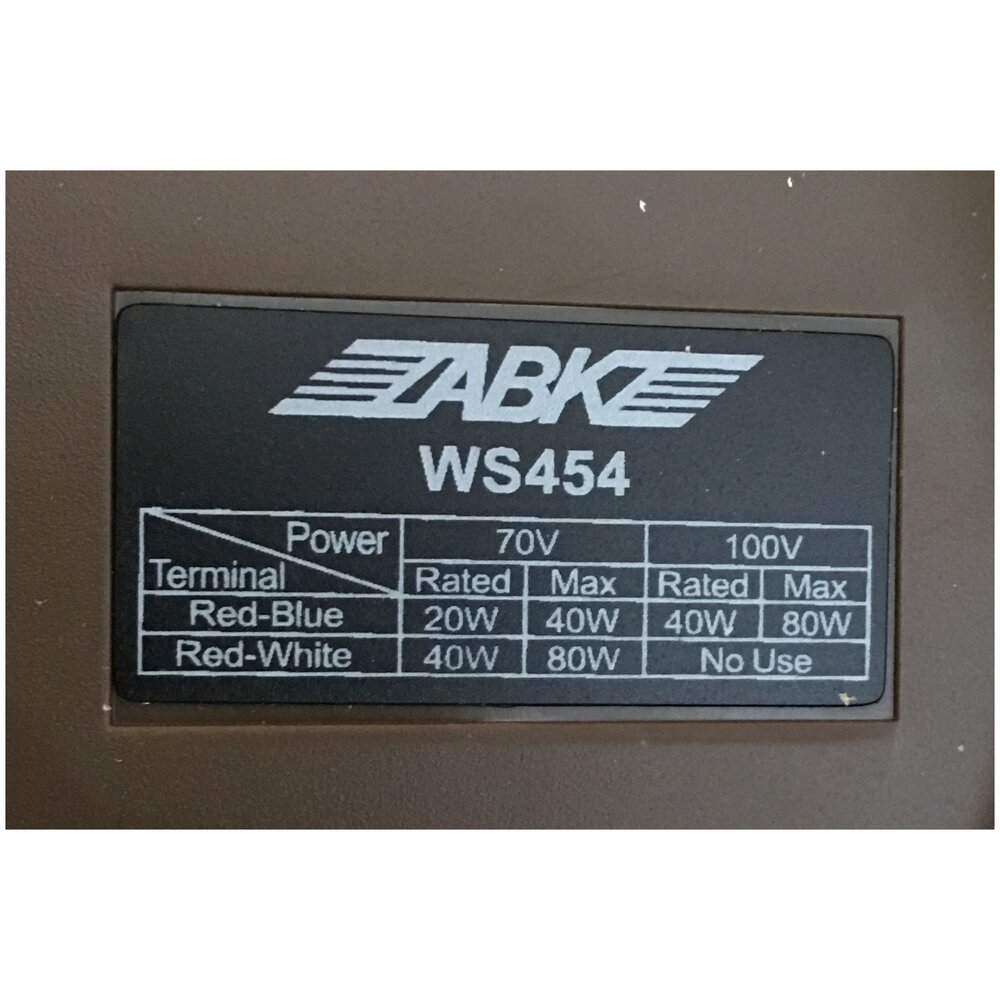 ABK
WS454
Power 70V 100V
Terminal Rated Max Rated Max
Red-Blue 20W 40W 40W 80W
Red-White 40W 80W No Use